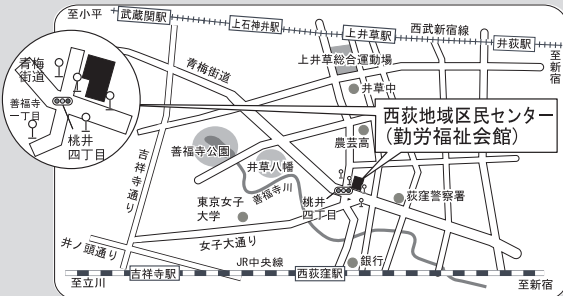 至小平
武蔵関駅
上石神井駅
上井草駅
西武新宿線
井荻駅
至新宿
青梅街道
善福寺一丁目
桃井四丁目
青梅街道
上井草総合運動場
井草中
西荻地域区民センター
（勤労福祉会館）
農芸高
善福寺公園
井草八幡
吉祥寺通り
東京女子大学
善福寺川
桃井四丁目
荻窪警察署
女子大通り
井ノ頭通り
銀行
JR中央線
吉祥寺駅
西荻窪駅
至立川
至新宿